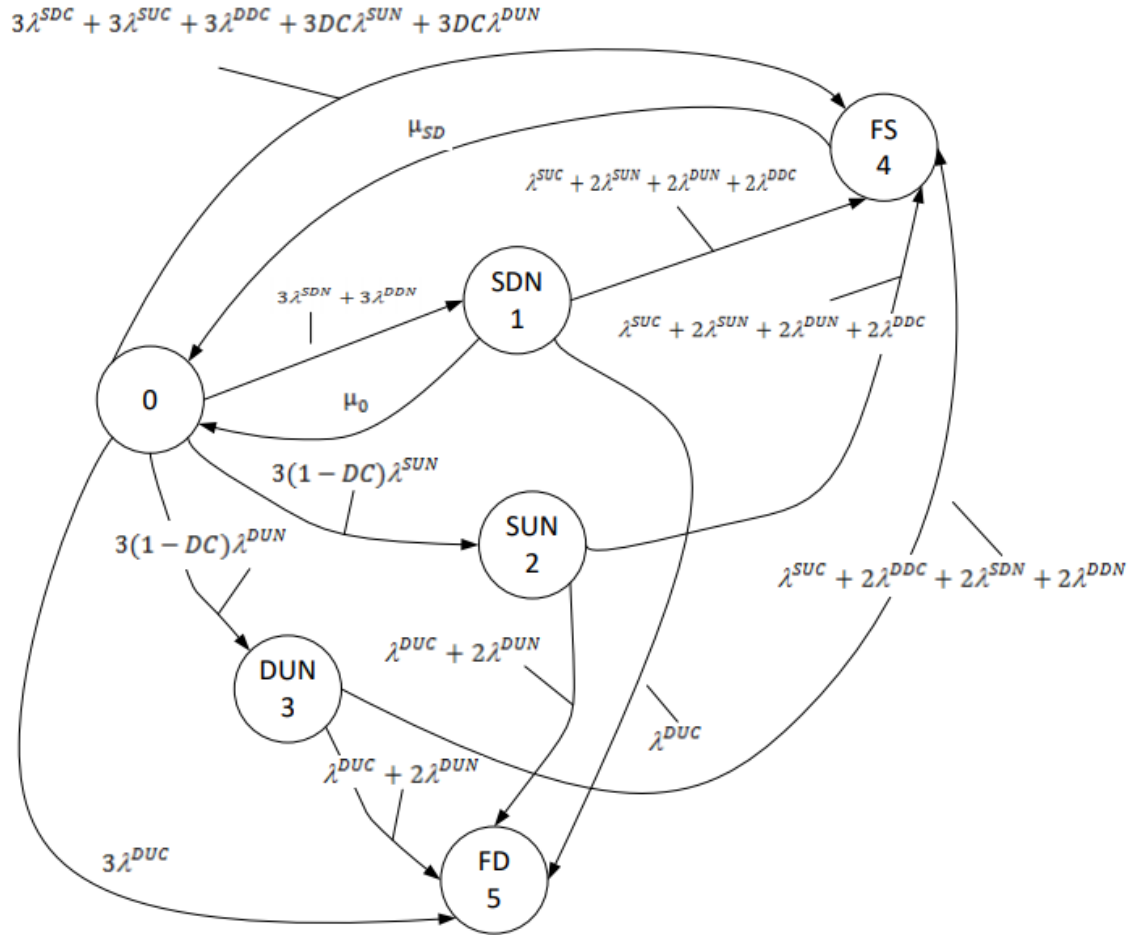 3λ^SDC + 3λ^SUC + 3λ^DDC + 3DCλ^SUN + 3DCλ^DUN
μ_SD
FS
4
λ^SUC + 2λ^SUN + 2λ^DUN + 2λ^DDC
SDN
1
3λ^SDN + 3λ^DDN
λ^SUC + 2λ^SUN + 2λ^DUN + 2λ^DDC
0
μ_0
3(1 − DC)λ^SUN
3(1 − DC)λ^DUN
SUN
2
λ^SUC + 2λ^DDC + 2λ^SDN + 2λ^DDN
λ^DUC + 2λ^DUN
DUN
3
λ^DUC
λ^DUC + 2λ^DUN
3λ^DUC
FD
5